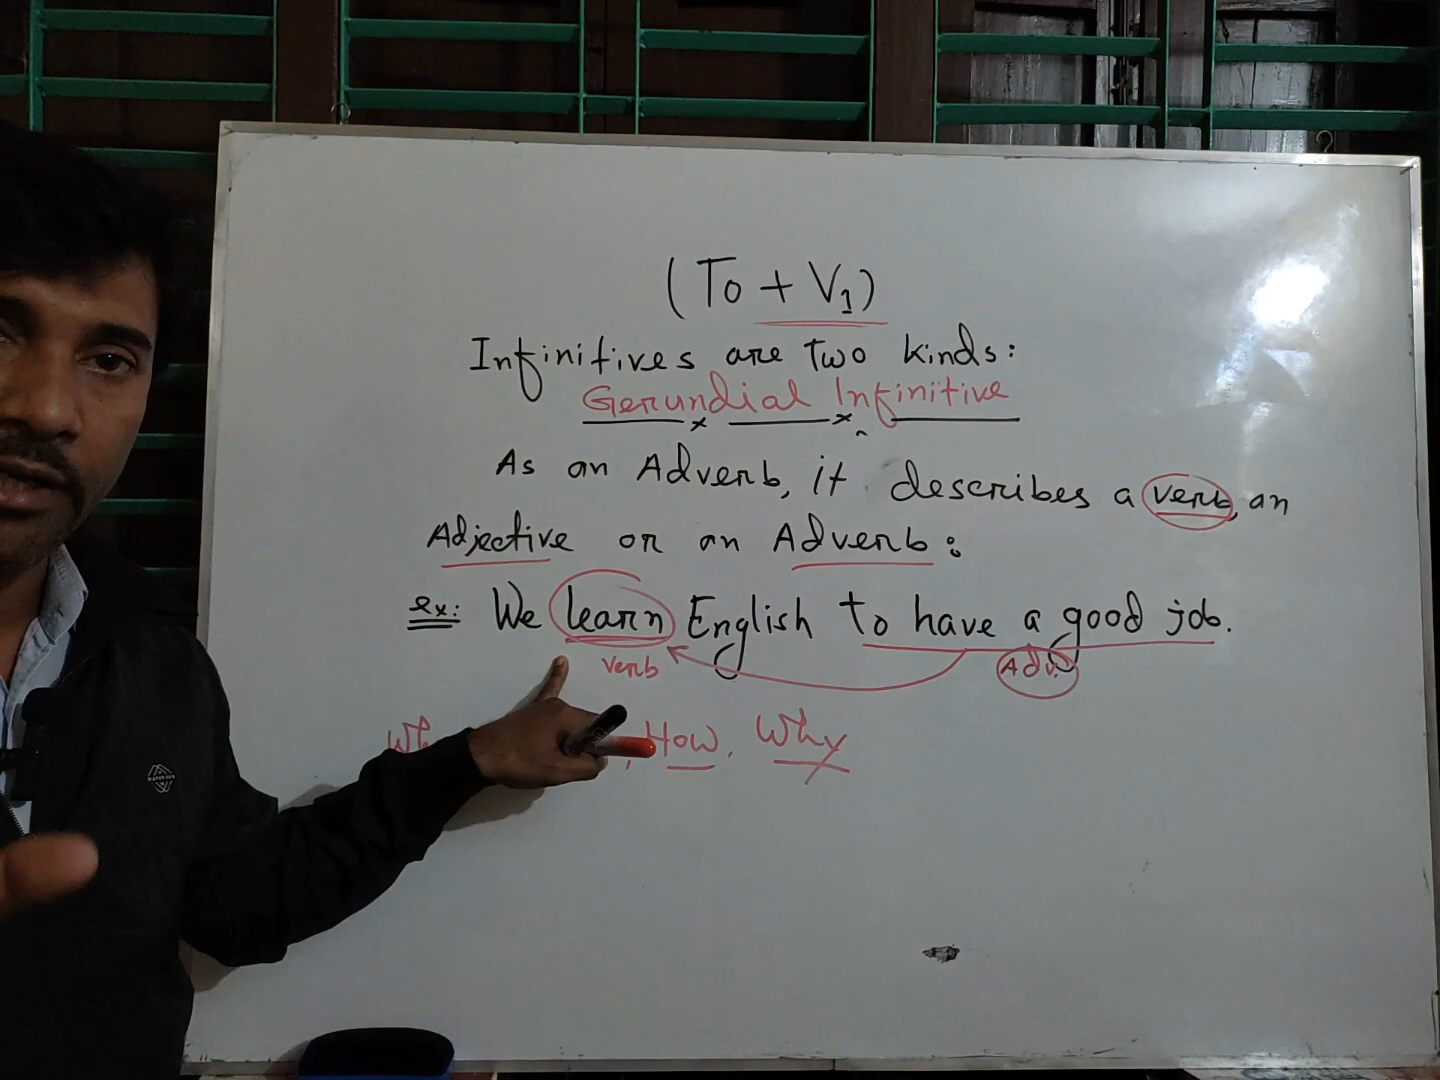 (To + V1)
Infinitives are Two kinds:
Gerundial Infinitive
As an Adverb, it describes a verb, an
Adjective or an Adverb:
ex: We learn English to have a good job.
verb Adv.
How, Why